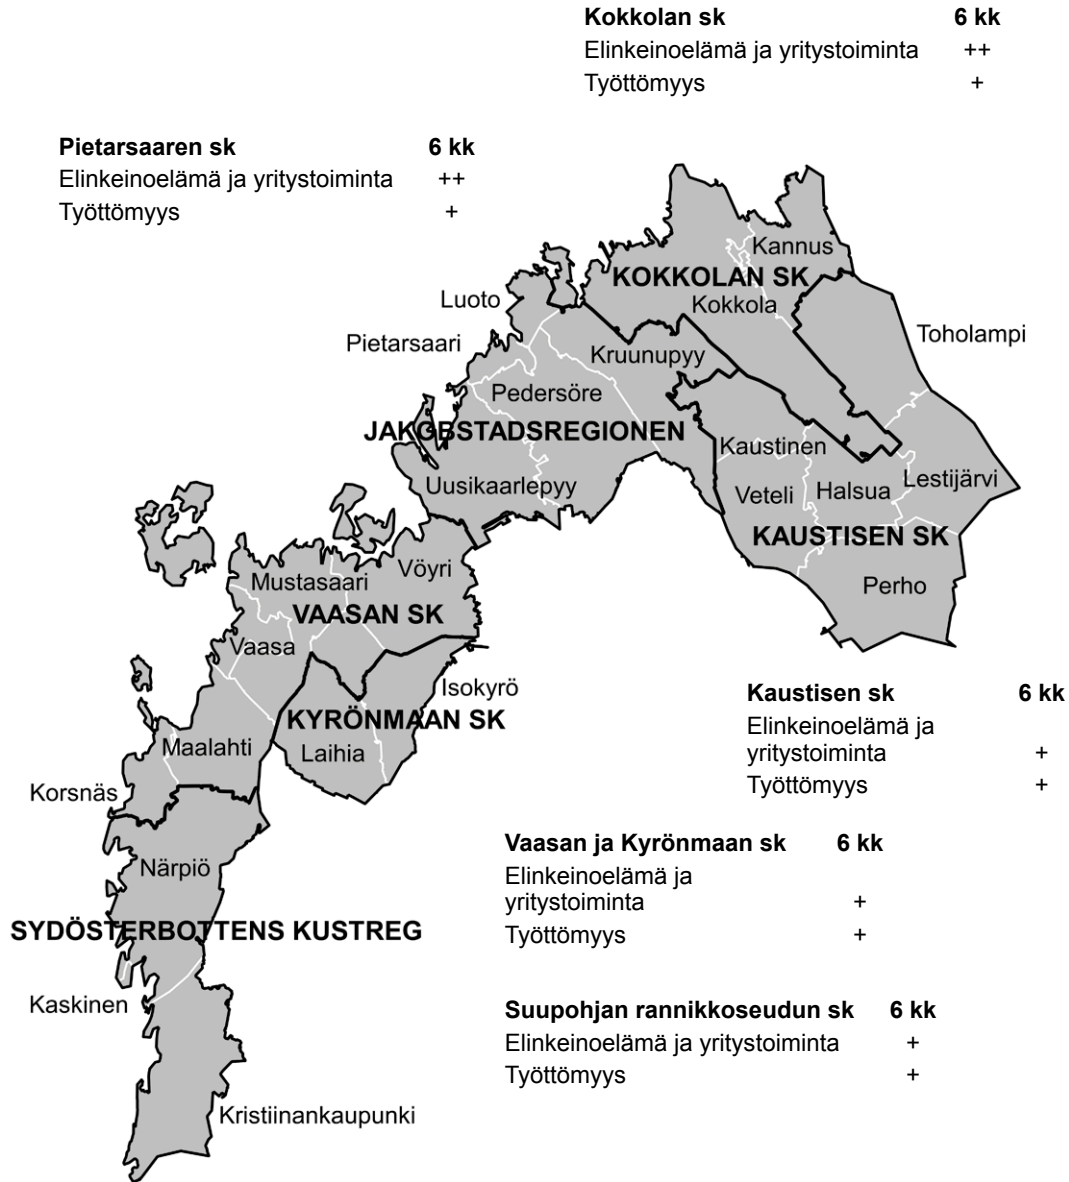 Kokkolan sk 6 kk
Elinkeinoelämä ja yritystoiminta ++
Työttömyys +
Pietarsaaren sk 6 kk
Elinkeinoelämä ja yritystoiminta ++
Työttömyys +
Kannus
KOKKOLAN SK
Kokkola
Luoto
Toholampi
Pietarsaari
Kruunupyy
Pedersöre
JAKOBSTADSREGIONEN
Kaustinen
Uusikaarlepyy
Veteli
Halsua
Lestijärvi
KAUSTISEN SK
Perho
Mustasaari
Vöyri
VAASAN SK
Vaasa
Isokyrö
KYRÖNMAAN SK
Maalahti
Laihia
Korsnäs
Kaustisen sk 6 kk
Elinkeinoelämä ja
yritystoiminta +
Työttömyys +
Närpiö
Vaasan ja Kyrönmaan sk 6 kk
Elinkeinoelämä ja
yritystoiminta +
Työttömyys +
SYDÖSTERBOTTENS KUSTREG
Kaskinen
Suupohjan rannikkoseudun sk 6 kk
Elinkeinoelämä ja yritystoiminta +
Työttömyys +
Kristiinankaupunki